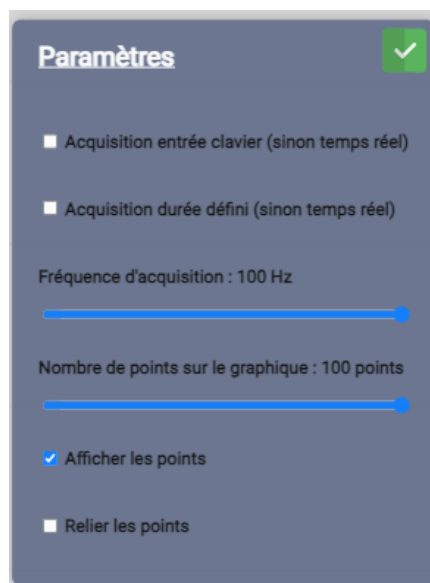 Paramètres
Acquisition entrée clavier (sinon temps réel)
Acquisition durée défini (sinon temps réel)
Fréquence d'acquisition : 100 Hz
Nombre de points sur le graphique : 100 points
Afficher les points
Relier les points